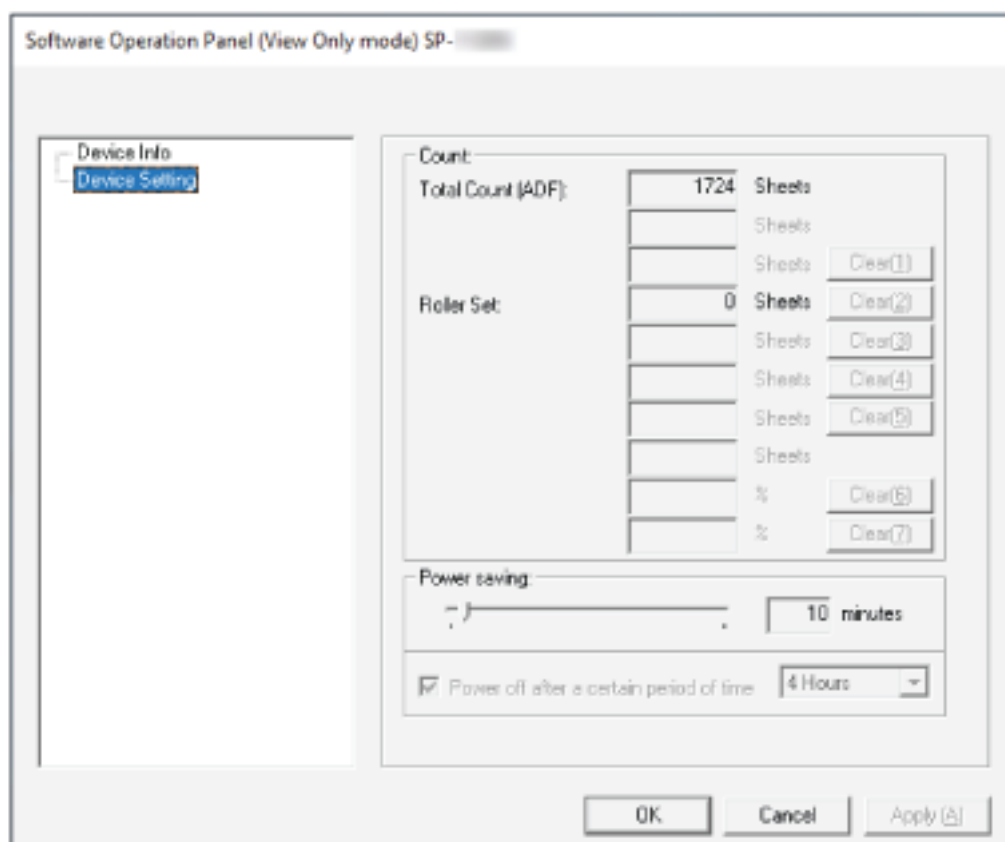 Software Operation Panel (View Only mode) SP-
Device Info
Device Setting
Count:
Total Count (ADF): 1724 Sheets
Sheets
Sheets Clear(1)
Roller Set: 0 Sheets Clear(2)
Sheets Clear(3)
Sheets Clear(4)
Sheets Clear(5)
Sheets
% Clear(6)
% Clear(7)
Power saving:
10 minutes
Power off after a certain period of time 4 Hours
OK Cancel Apply (A)